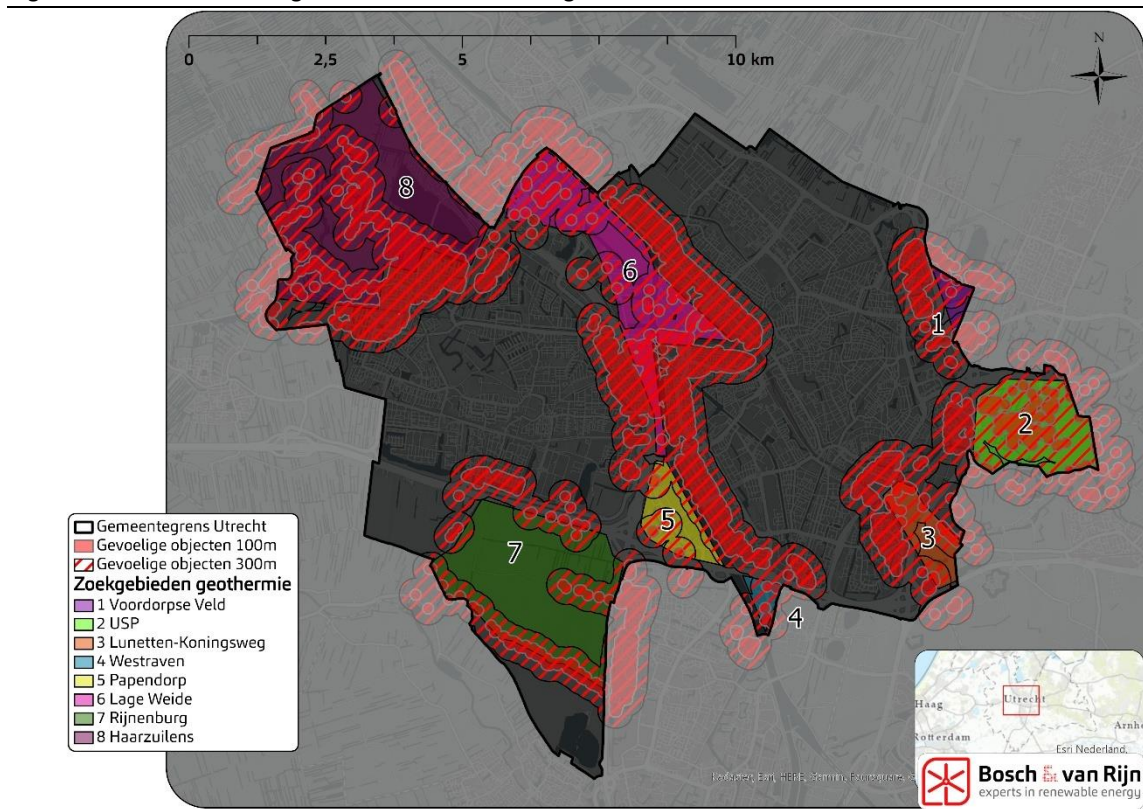 0 2,5 5 10 km
N
8
6
1
2
5
3
7
4
Gemeentegrens Utrecht
Gevoelige objecten 100m
Gevoelige objecten 300m
Zoekgebieden geothermie
1 Voordorpse Veld
2 USP
3 Lunetten-Koningsweg
4 Westraven
5 Papendorp
6 Lage Weide
7 Rijnenburg
8 Haarzuilens
Utrecht
Haag
Arnh
Rotterdam
Esri Nederland,
Bosch & van Rijn
experts in renewable energy